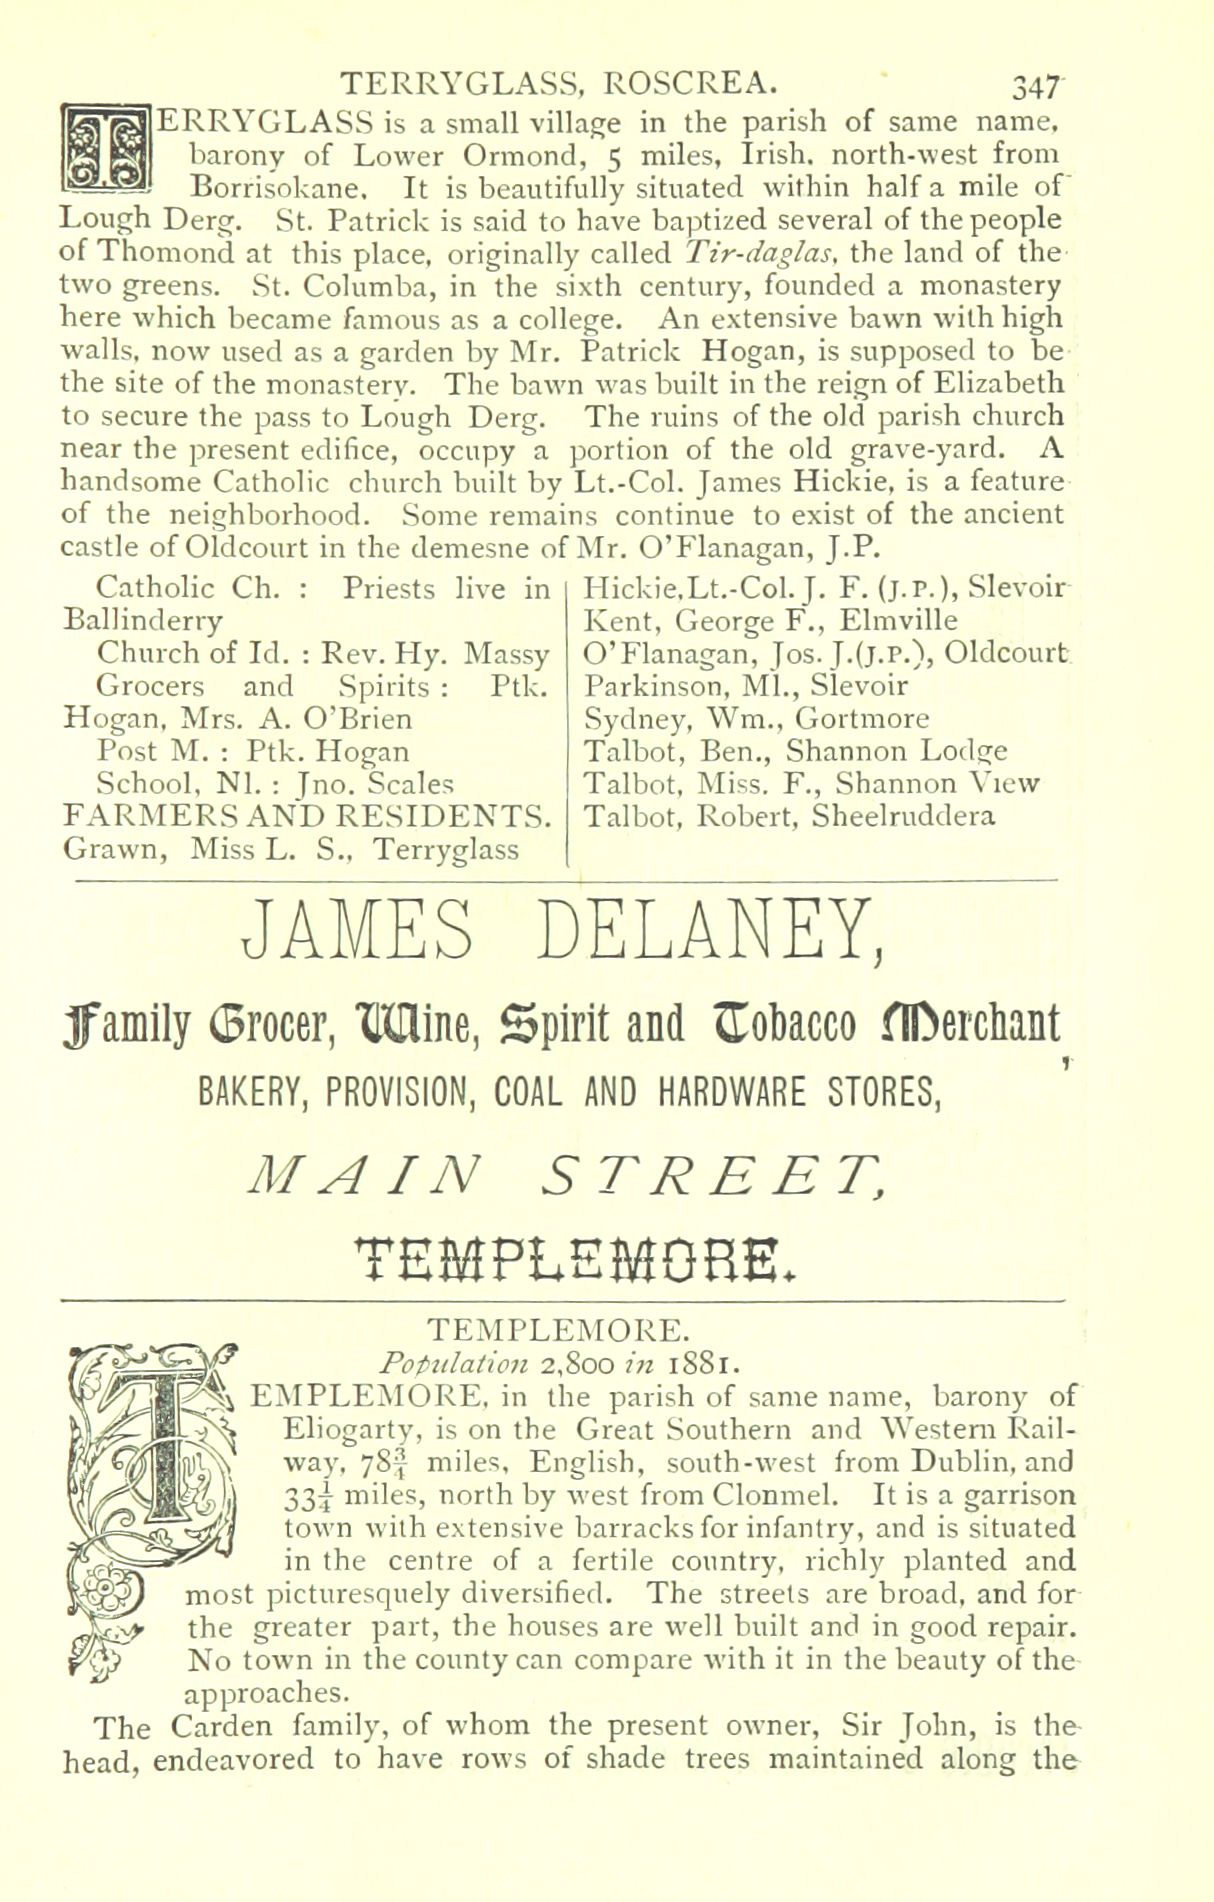 TERRYGLASS, ROSCREA. 347
TERRYGLASS is a small village in the parish of same name,
barony of Lower Ormond, 5 miles, Irish, north-west from
Borrisokane. It is beautifully situated within half a mile of
Lough Derg. St. Patrick is said to have baptized several of the people
of Thomond at this place, originally called Tir-daglas, the land of the
two greens. St. Columba, in the sixth century, founded a monastery
here which became famous as a college. An extensive bawn with high
walls, now used as a garden by Mr. Patrick Hogan, is supposed to be
the site of the monastery. The bawn was built in the reign of Elizabeth
to secure the pass to Lough Derg. The ruins of the old parish church
near the present edifice, occupy a portion of the old grave-yard. A
handsome Catholic church built by Lt.-Col. James Hickie, is a feature
of the neighborhood. Some remains continue to exist of the ancient
castle of Oldcourt in the demesne of Mr. O'Flanagan, J.P.
Catholic Ch. : Priests live in
Ballinderry
Church of Id. : Rev. Hy. Massy
Grocers and Spirits : Ptk.
Hogan, Mrs. A. O'Brien
Post M. : Ptk. Hogan
School, Nl. : Jno. Scales
FARMERS AND RESIDENTS.
Grawn, Miss L. S., Terryglass
Hickie, Lt.-Col. J. F. (J.P.), Slevoir
Kent, George F., Elmville
O'Flanagan, Jos. J.(J.P.), Oldcourt
Parkinson, Ml., Slevoir
Sydney, Wm., Gortmore
Talbot, Ben., Shannon Lodge
Talbot, Miss. F., Shannon View
Talbot, Robert, Sheelruddera
JAMES DELANEY,
Family Grocer, Wine, Spirit and Tobacco Merchant,
BAKERY, PROVISION, COAL AND HARDWARE STORES,
MAIN STREET,
TEMPLEMORE.
TEMPLEMORE.
Population 2,800 in 1881.
TEMPLEMORE, in the parish of same name, barony of
Eliogarty, is on the Great Southern and Western Rail-
way, 78¾ miles, English, south-west from Dublin, and
33¼ miles, north by west from Clonmel. It is a garrison
town with extensive barracks for infantry, and is situated
in the centre of a fertile country, richly planted and
most picturesquely diversified. The streets are broad, and for
the greater part, the houses are well built and in good repair.
No town in the county can compare with it in the beauty of the
approaches.
The Carden family, of whom the present owner, Sir John, is the
head, endeavored to have rows of shade trees maintained along the